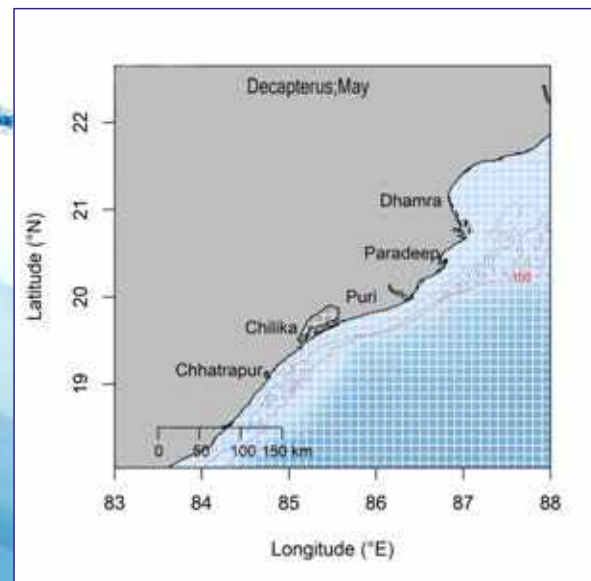 Decapterus;May
22
21
20
19
Latitude (°N)
Dhamra
Paradeep
Puri
Chilika
Chhatrapur
100
0 50 100 150 km
83 84 85 86 87 88
Longitude (°E)